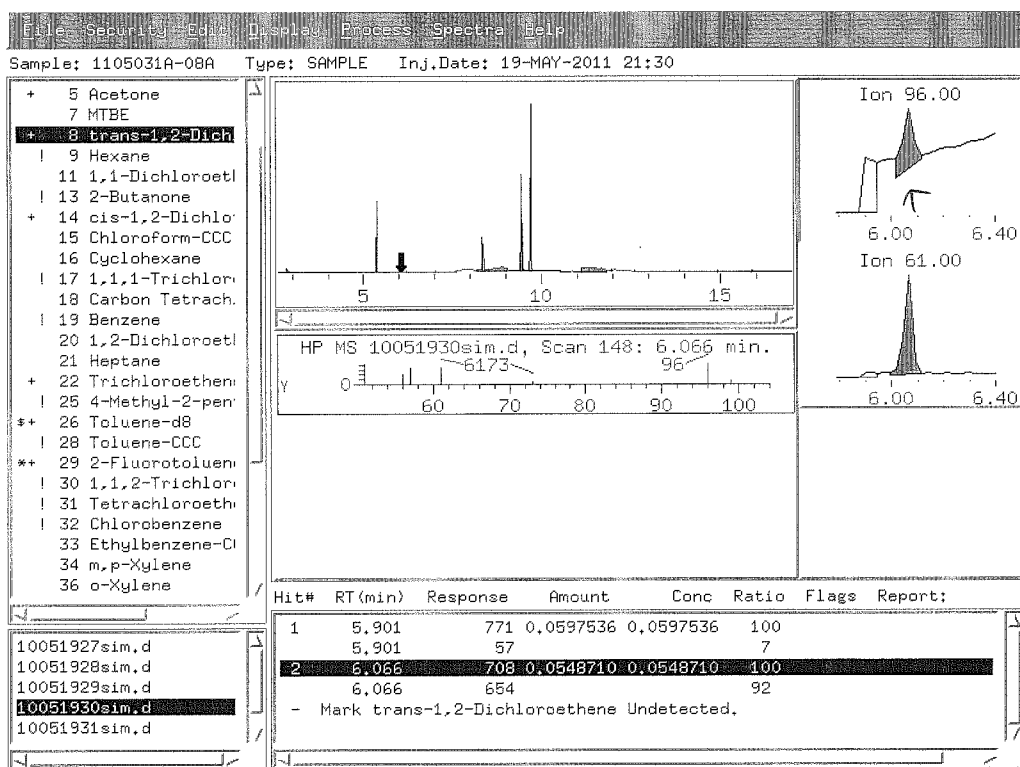 File Security Edit Display Process Spectra Help
Sample: 1105031A-08A Type: SAMPLE Inj.Date: 19-MAY-2011 21:30
+ 5 Acetone
7 MTBE
+ 8 trans-1,2-Dich
! 9 Hexane
11 1,1-Dichloroetl
! 13 2-Butanone
+ 14 cis-1,2-Dichlo
15 Chloroform-CCC
16 Cyclohexane
! 17 1,1,1-Trichlor
18 Carbon Tetrach.
! 19 Benzene
20 1,2-Dichloroetl
21 Heptane
+ 22 Trichloroethen
! 25 4-Methyl-2-pen
$+ 26 Toluene-d8
! 28 Toluene-CCC
*+ 29 2-Fluorotoluen
! 30 1,1,2-Trichlor
! 31 Tetrachloroeth
! 32 Chlorobenzene
33 Ethylbenzene-C
34 m,p-Xylene
36 o-Xylene
10051927sim.d
10051928sim.d
10051929sim.d
10051930sim.d
10051931sim.d
5 10 15
HP MS 10051930sim.d, Scan 148: 6.066 min.
6173 96
Y 0
60 70 80 90 100
Ion 96.00
6.00 6.40
Ion 61.00
6.00 6.40
Hit# RT(min) Response Amount Conc Ratio Flags Report:
1 5.901 771 0.0597536 0.0597536 100
5.901 57 7
2 6.066 708 0.0548710 0.0548710 100
6.066 654 92
- Mark trans-1,2-Dichloroethene Undetected.